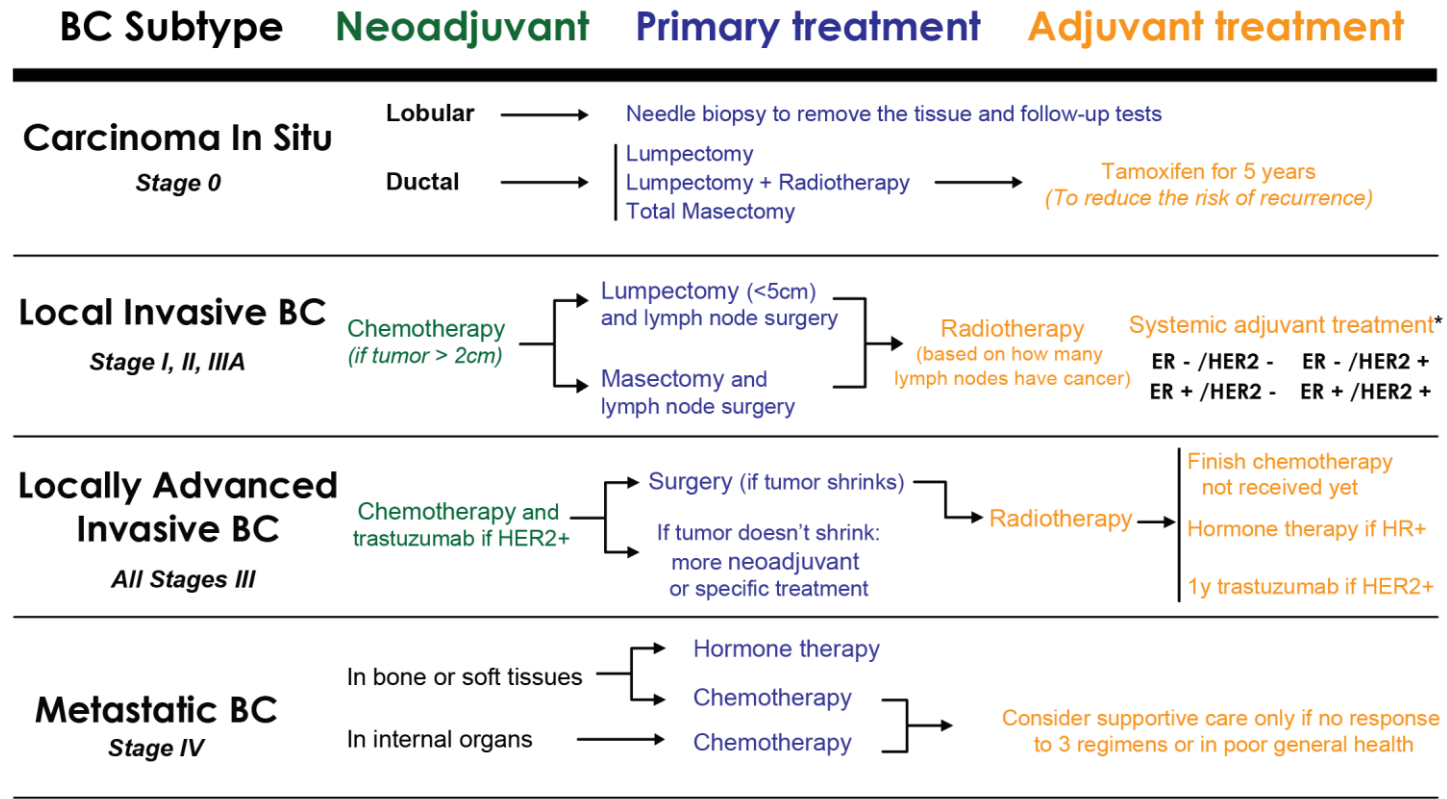 BC Subtype Neoadjuvant Primary treatment Adjuvant treatment
Carcinoma In Situ
Stage 0
Lobular
Needle biopsy to remove the tissue and follow-up tests
Ductal
Lumpectomy
Lumpectomy + Radiotherapy
Total Masectomy
Tamoxifen for 5 years
(To reduce the risk of recurrence)
Local Invasive BC
Stage I, II, IIIA
Chemotherapy
(if tumor > 2cm)
Lumpectomy (<5cm)
and lymph node surgery
Masectomy and
lymph node surgery
Radiotherapy
(based on how many
lymph nodes have cancer)
Systemic adjuvant treatment*
ER - /HER2 - ER - /HER2 +
ER + /HER2 - ER + /HER2 +
Locally Advanced
Invasive BC
All Stages III
Chemotherapy and
trastuzumab if HER2+
Surgery (if tumor shrinks)
If tumor doesn't shrink:
more neoadjuvant
or specific treatment
Radiotherapy
Finish chemotherapy
not received yet
Hormone therapy if HR+
1y trastuzumab if HER2+
Metastatic BC
Stage IV
In bone or soft tissues
Hormone therapy
Chemotherapy
In internal organs
Chemotherapy
Consider supportive care only if no response
to 3 regimens or in poor general health